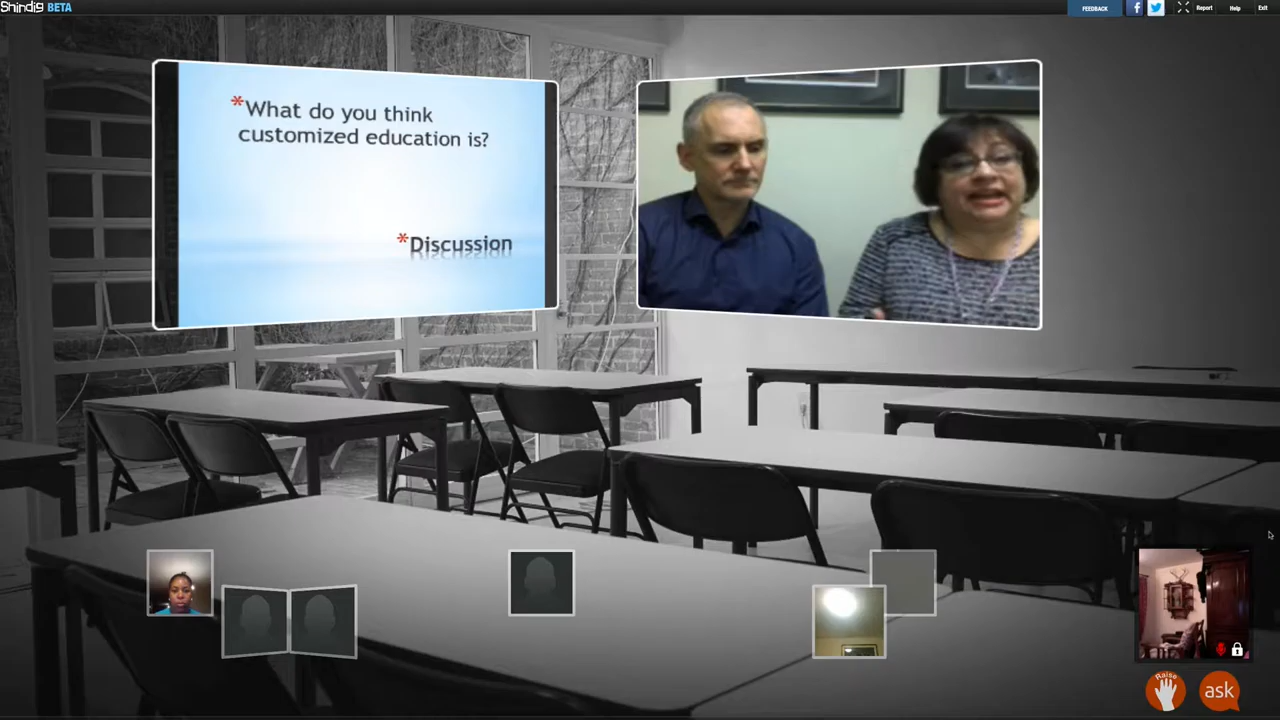 Shindig BETA
FEEDBACK
Report
Help
Exit
*What do you think
customized education is?
*Discussion
Raise
ask